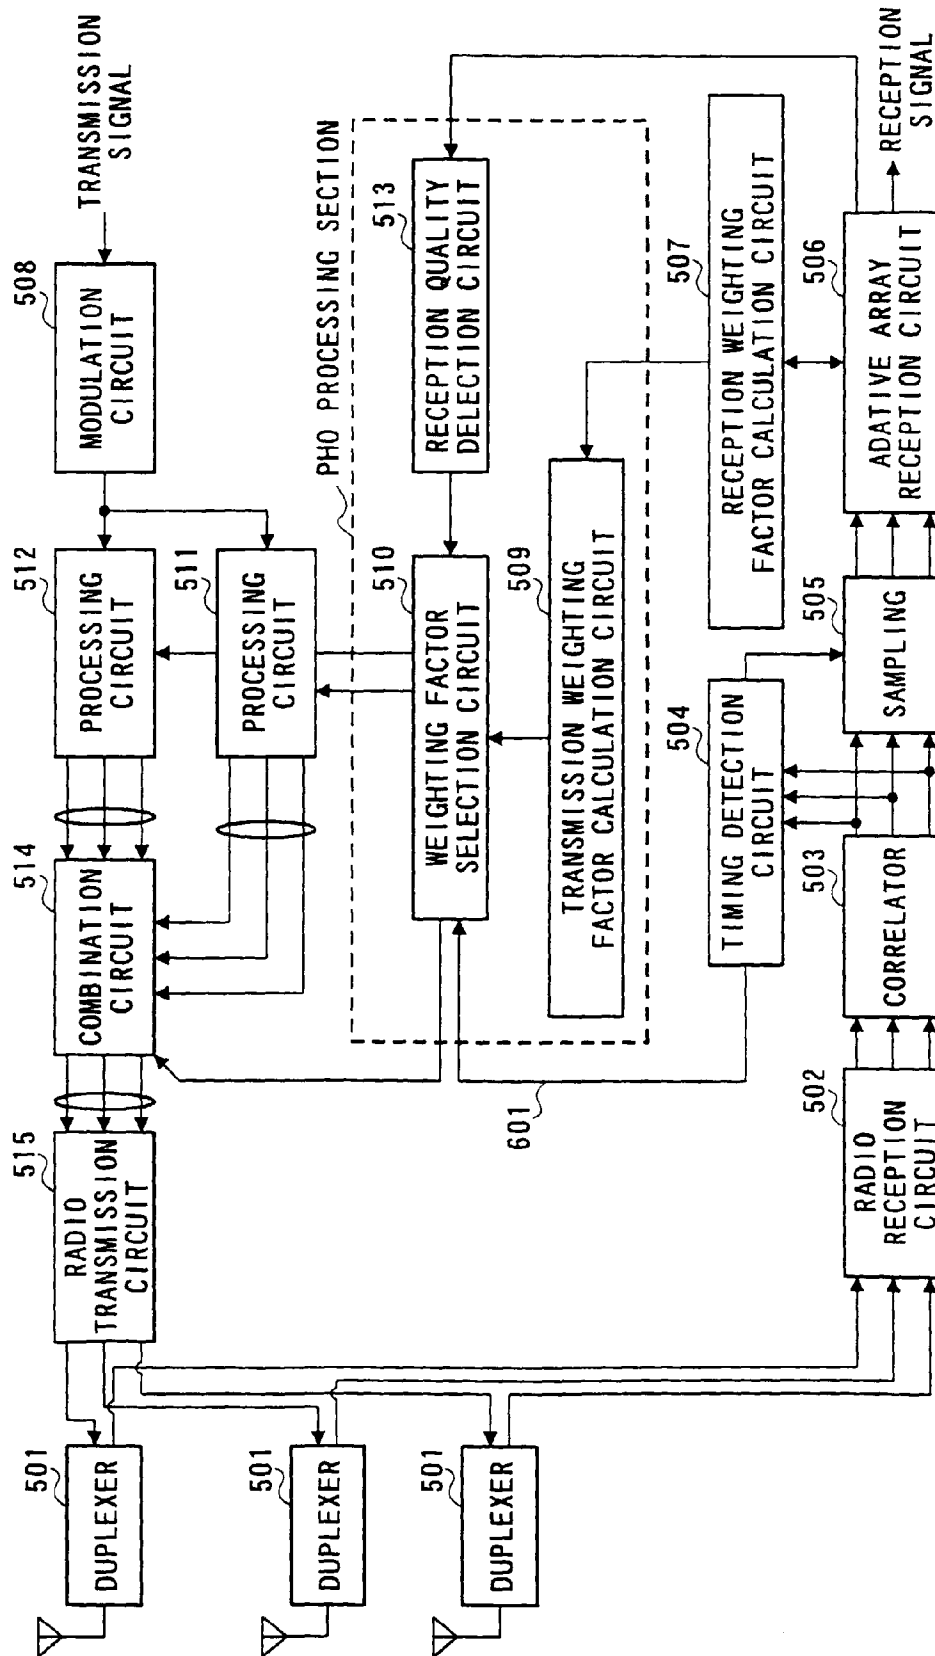 TRANSMISSION
SIGNAL
508
MODULATION
CIRCUIT
512
PROCESSING
CIRCUIT
511
PROCESSING
CIRCUIT
514
COMBINATION
CIRCUIT
515
RADIO
TRANSMISSION
CIRCUIT
501
DUPLEXER
501
DUPLEXER
501
DUPLEXER
PHO PROCESSING SECTION
513
RECEPTION QUALITY
DELECTION CIRCUIT
510
WEIGHTING FACTOR
SELECTION CIRCUIT
509
TRANSMISSION WEIGHTING
FACTOR CALCULATION CIRCUIT
507
RECEPTION WEIGHTING
FACTOR CALCULATION CIRCUIT
504
TIMING DETECTION
CIRCUIT
601
502
RADIO
RECEPTION
CIRCUIT
503
CORRELATOR
505
SAMPLING
506
ADATIVE ARRAY
RECEPTION CIRCUIT
RECEPTION
SIGNAL